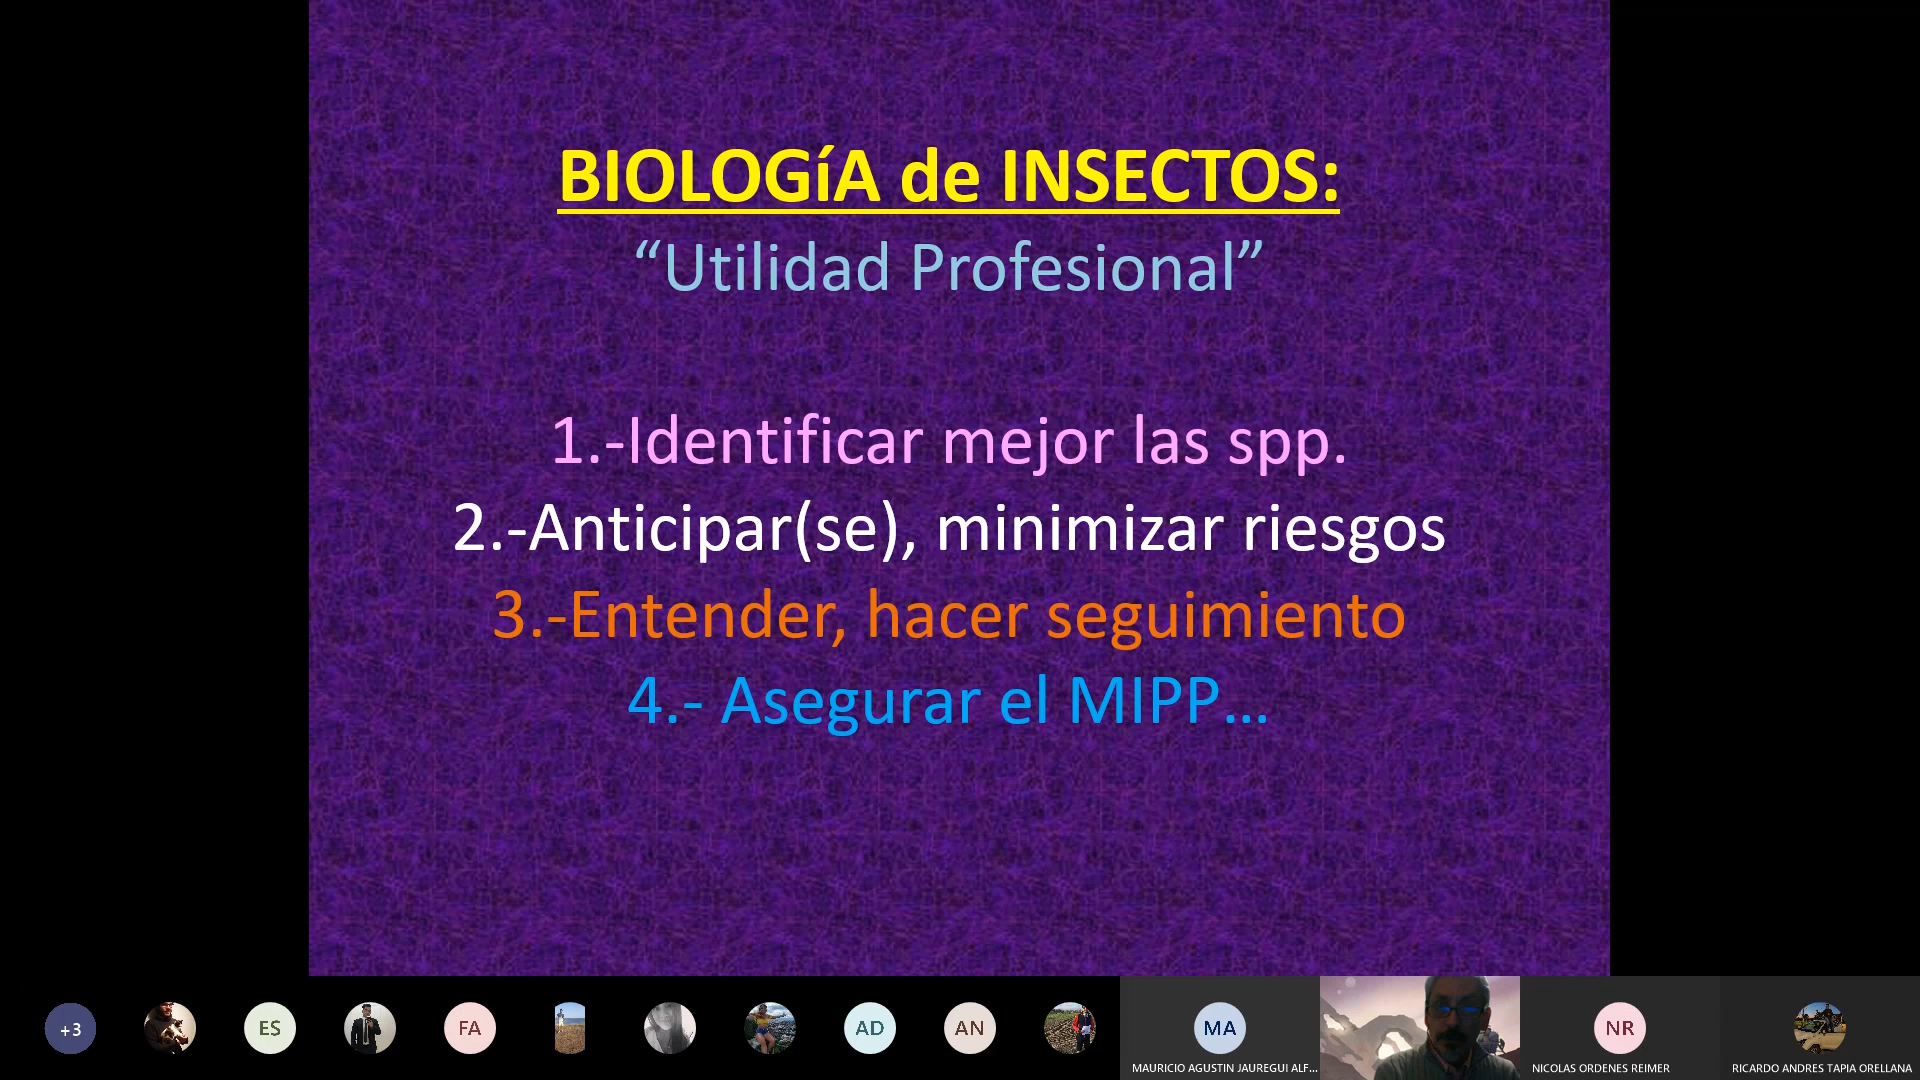 BIOLOGíA de INSECTOS:
“Utilidad Profesional”
1.-Identificar mejor las spp.
2.-Anticipar(se), minimizar riesgos
3.-Entender, hacer seguimiento
4.- Asegurar el MIPP...
+3
ES
FA
AD
AN
MA
NR
MAURICIO AGUSTIN JAUREGUI ALF...
NICOLAS ORDENES REIMER
RICARDO ANDRES TAPIA ORELLANA